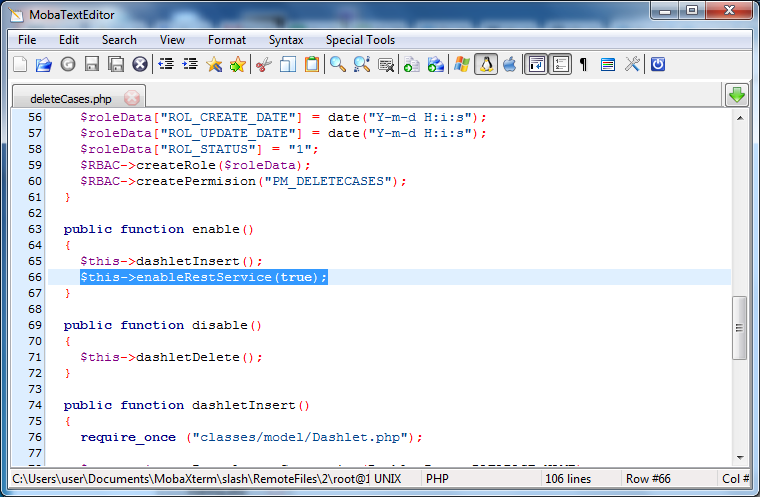 MobaTextEditor
File Edit Search View Format Syntax Special Tools
deleteCases.php
56 $roleData["ROL_CREATE_DATE"] = date("Y-m-d H:i:s");
57 $roleData["ROL_UPDATE_DATE"] = date("Y-m-d H:i:s");
58 $roleData["ROL_STATUS"] = "1";
59 $RBAC->createRole($roleData);
60 $RBAC->createPermision("PM_DELETECASES");
61 }
62
63 public function enable()
64 {
65 $this->dashletInsert();
66 $this->enableRestService(true);
67 }
68
69 public function disable()
70 {
71 $this->dashletDelete();
72 }
73
74 public function dashletInsert()
75 {
76 require_once ("classes/model/Dashlet.php");
77
C:\Users\user\Documents\MobaXterm\slash\RemoteFiles\2\root@1 UNIX PHP 106 lines Row #66 Col #